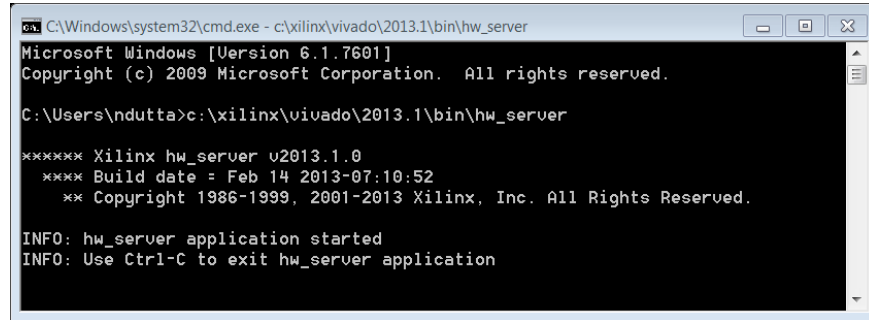 C:\Windows\system32\cmd.exe - c:\xilinx\vivado\2013.1\bin\hw_server
Microsoft Windows [Version 6.1.7601]
Copyright (c) 2009 Microsoft Corporation.  All rights reserved.
C:\Users\ndutta>c:\xilinx\vivado\2013.1\bin\hw_server
****** Xilinx hw_server v2013.1.0
  **** Build date = Feb 14 2013-07:10:52
    ** Copyright 1986-1999, 2001-2013 Xilinx, Inc. All Rights Reserved.
INFO: hw_server application started
INFO: Use Ctrl-C to exit hw_server application